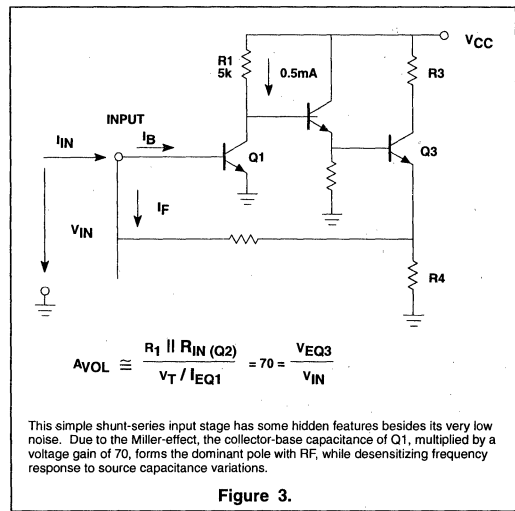 VCC
R1
5k
0.5mA
R3
INPUT
IIN
IB
Q1
Q3
IF
VIN
R4
AVOL ≅ R1 || RIN (Q2) / VT / IEQ1 = 70 = VEQ3 / VIN
This simple shunt-series input stage has some hidden features besides its very low
noise. Due to the Miller-effect, the collector-base capacitance of Q1, multiplied by a
voltage gain of 70, forms the dominant pole with RF, while desensitizing frequency
response to source capacitance variations.
Figure 3.